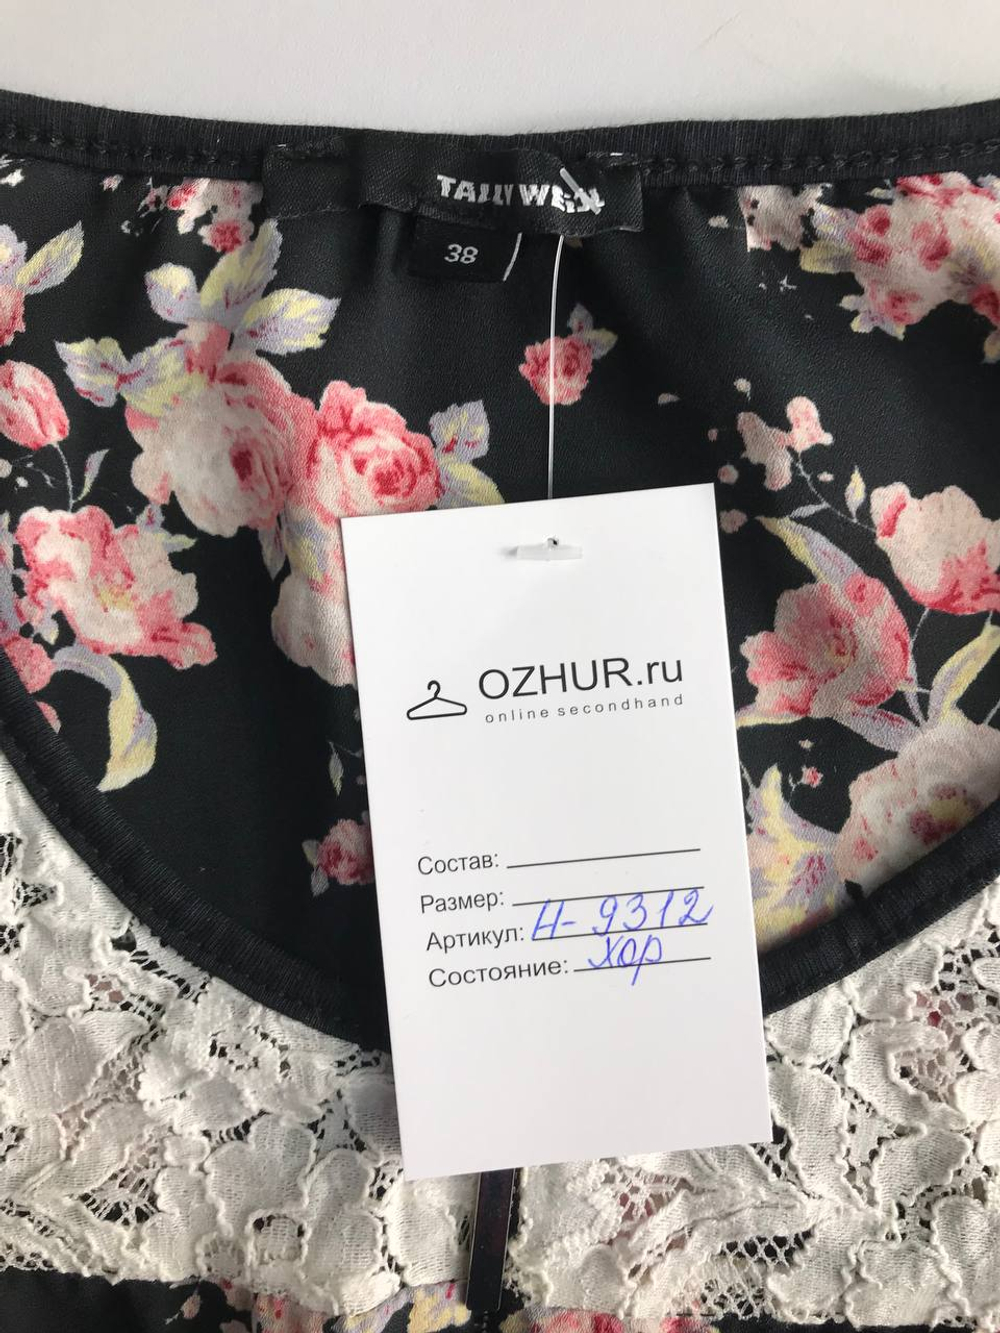 TALLY WEiJL
38
OZHUR.ru
online secondhand
Состав:
Размер:
Артикул: Н-9312
Состояние: хор